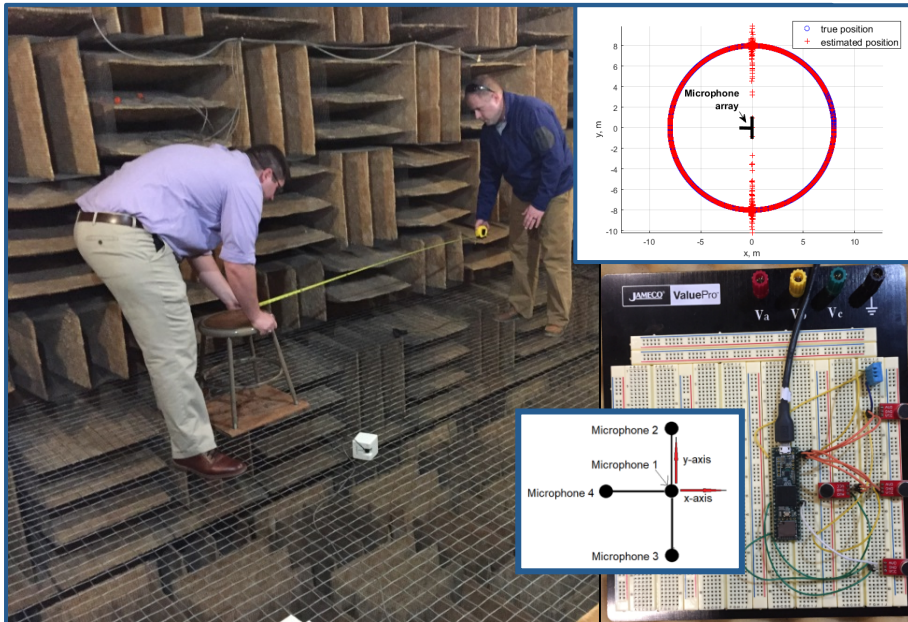 true position
estimated position
Microphone
array
10
8
6
4
2
0
-2
-4
-6
-8
-10
y, m
-10
-5
0
5
10
x, m
JAMECO
ValuePro
Va
Vc
Microphone 2
Microphone 1
y-axis
Microphone 4
x-axis
Microphone 3